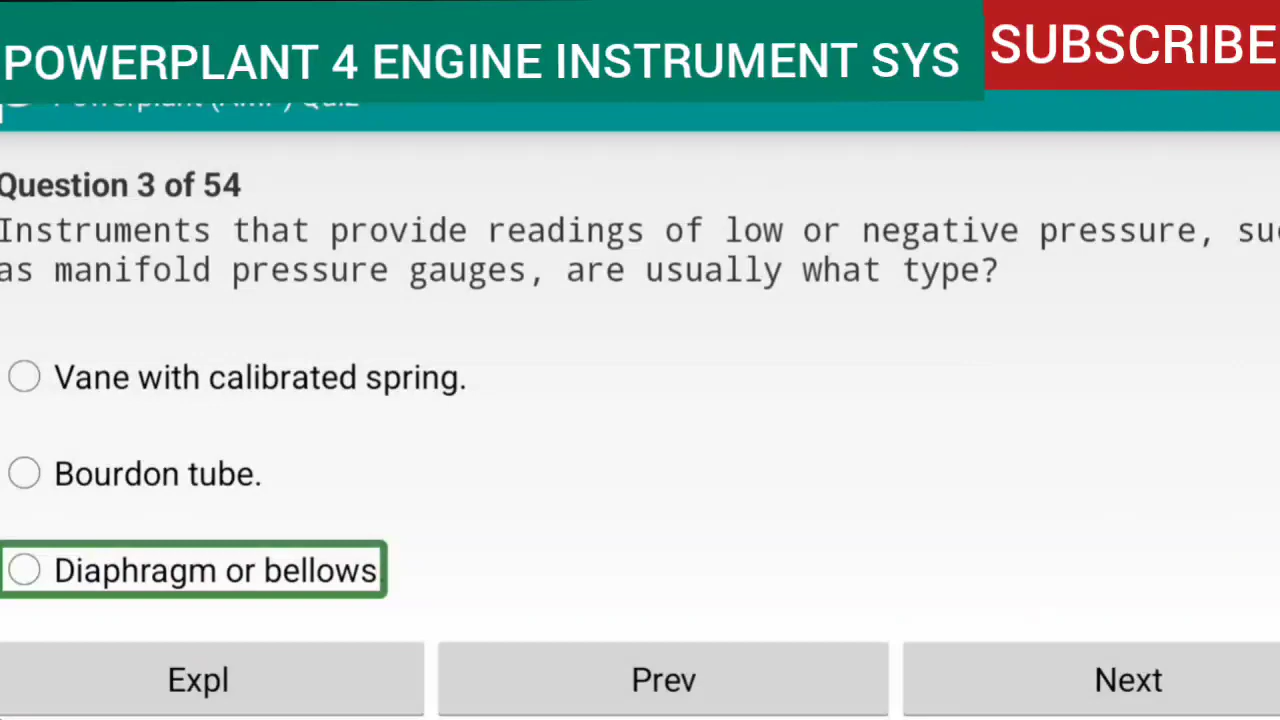 POWERPLANT 4 ENGINE INSTRUMENT SYS
SUBSCRIBE
Question 3 of 54
Instruments that provide readings of low or negative pressure,
as manifold pressure gauges, are usually what type?
Vane with calibrated spring.
Bourdon tube.
Diaphragm or bellows
Expl
Prev
Next